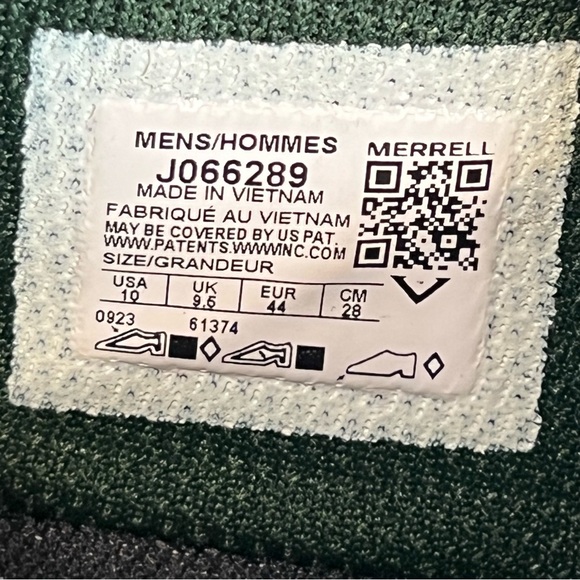 MENS/HOMMES
MERRELL
J066289
MADE IN VIETNAM
FABRIQUÉ AU VIETNAM
MAY BE COVERED BY US PAT.
WWW.PATENTS.WWWINC.COM
SIZE/GRANDEUR
USA UK EUR CM
10 9.5 44 28
0923 61374